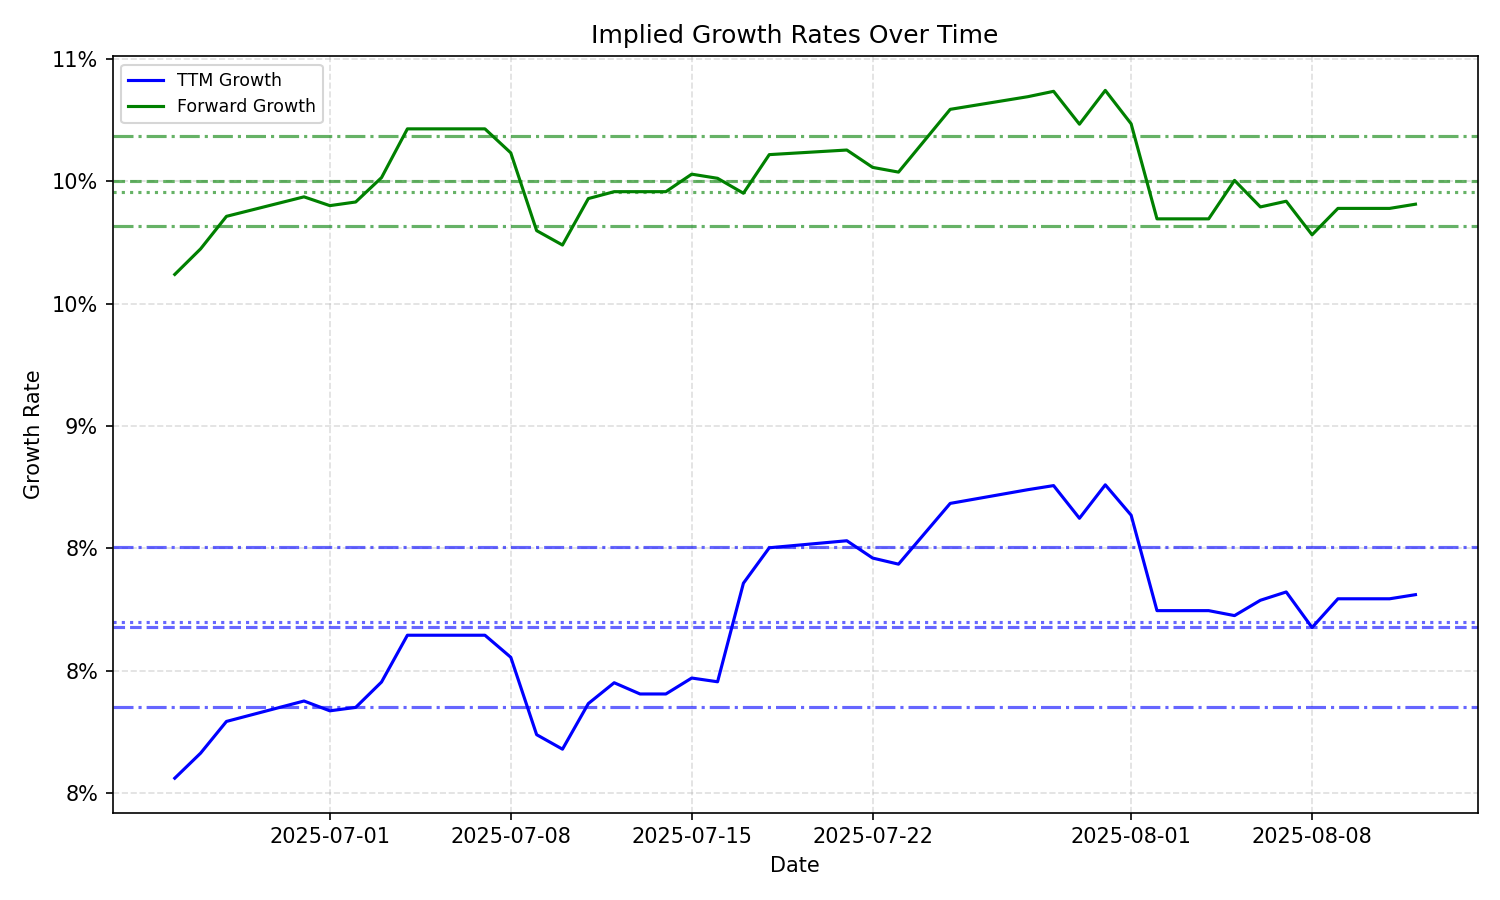 Implied Growth Rates Over Time
TTM Growth
Forward Growth
11%
10%
10%
9%
8%
8%
8%
Growth Rate
2025-07-01
2025-07-08
2025-07-15
2025-07-22
2025-08-01
2025-08-08
Date